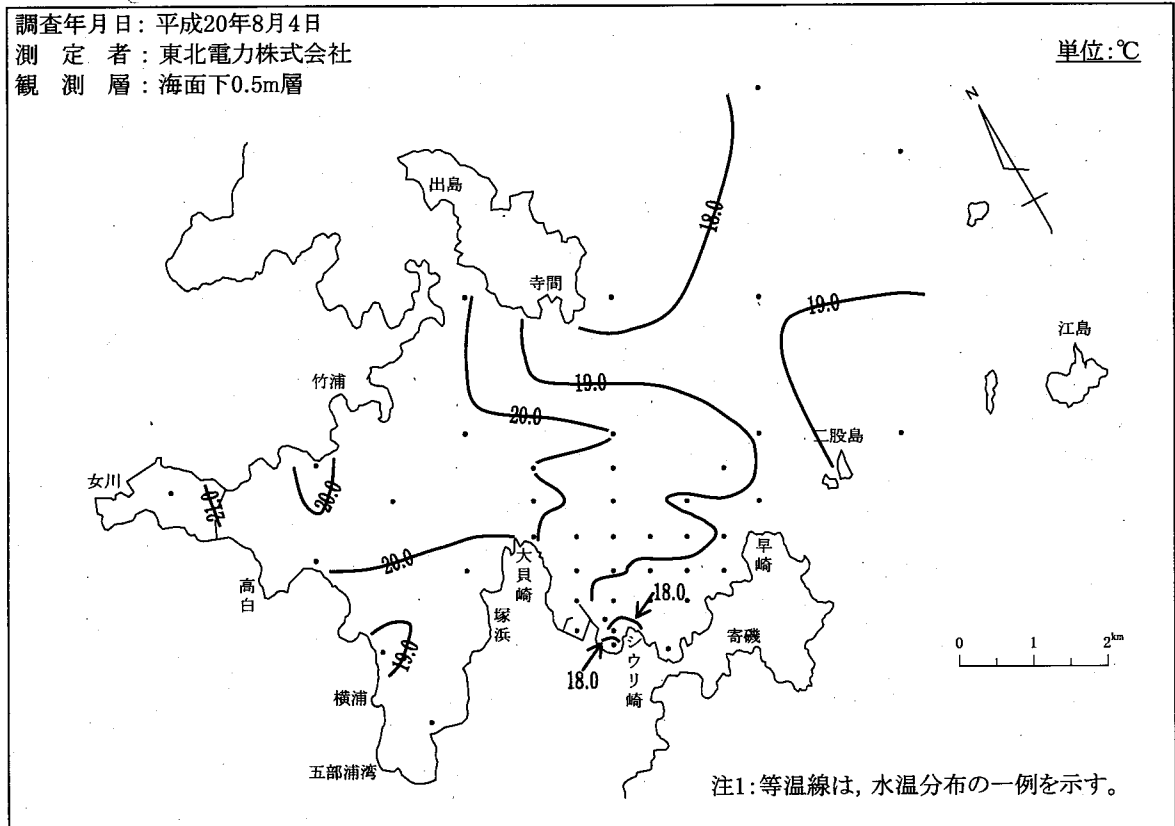 調査年月日：平成20年8月4日
測定者：東北電力株式会社
観測層：海面下0.5m層
単位：℃
N
出島
18.0
寺間
19.0
江島
竹浦
19.0
20.0
二股島
女川
21.0
20.0
20.0
大貝崎
早崎
高白
18.0
塚浜
寄磯
シウリ崎
19.0
18.0
横浦
0 1 2km
五部浦湾
注1：等温線は，水温分布の一例を示す。